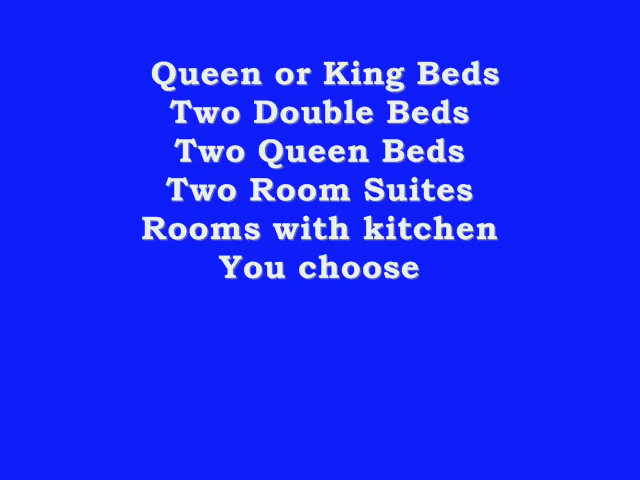 Queen or King Beds
Two Double Beds
Two Queen Beds
Two Room Suites
Rooms with kitchen
You choose